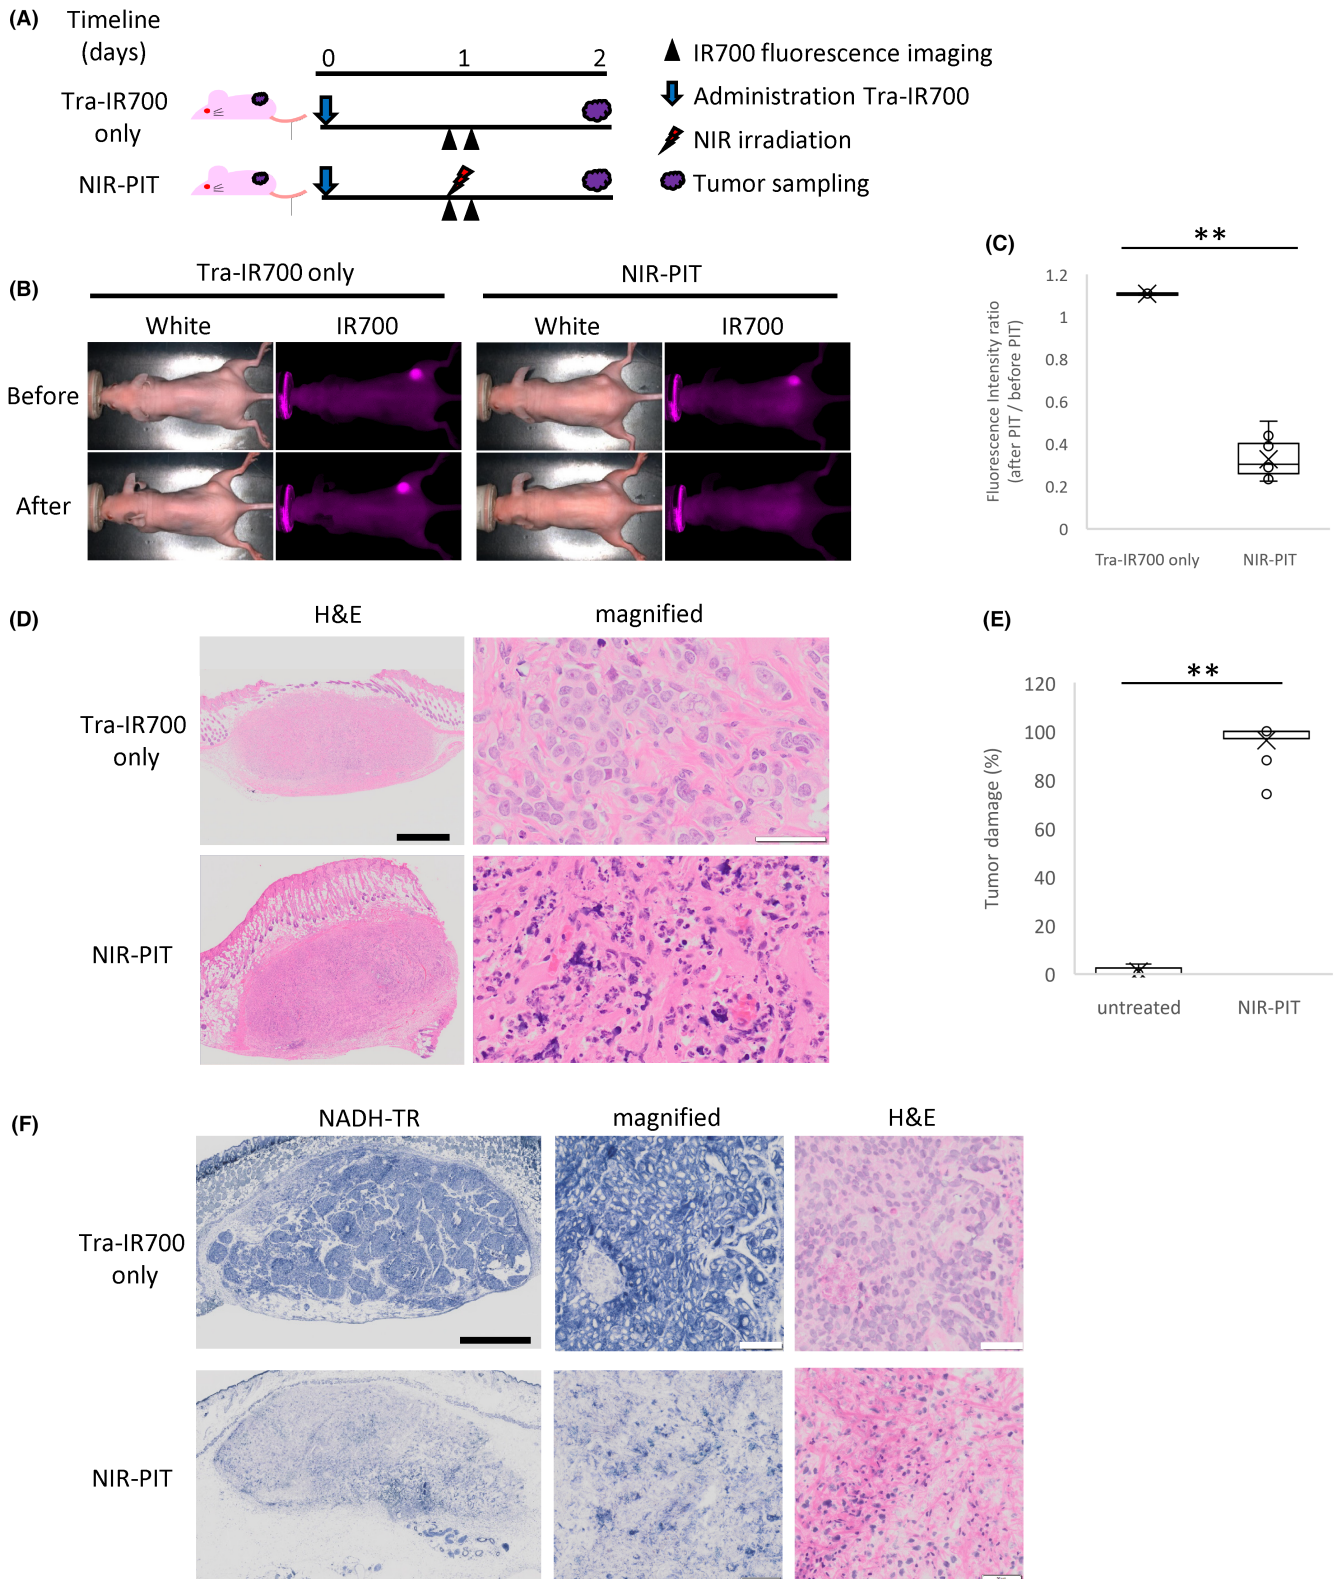 (A)
Timeline
(days)
0 1 2
Tra-IR700
only
NIR-PIT
IR700 fluorescence imaging
Administration Tra-IR700
NIR irradiation
Tumor sampling
(B)
Tra-IR700 only
NIR-PIT
White
IR700
White
IR700
Before
After
(C)
**
Fluorescence Intensity ratio
(after PIT / before PIT)
1.2
1
0.8
0.6
0.4
0.2
0
Tra-IR700 only
NIR-PIT
(D)
H&E
magnified
Tra-IR700
only
NIR-PIT
(E)
**
Tumor damage (%)
120
100
80
60
40
20
0
untreated
NIR-PIT
(F)
NADH-TR
magnified
H&E
Tra-IR700
only
NIR-PIT